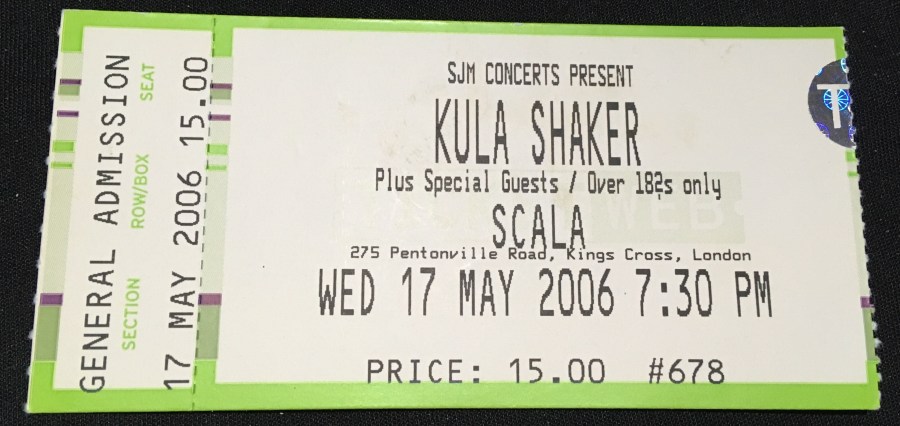 GENERAL ADMISSION
SECTION ROW/BOX SEAT
17 MAY 2006 15.00
SJM CONCERTS PRESENT
KULA SHAKER
Plus Special Guests / Over 182s only
WEB
SCALA
275 Pentonville Road, Kings Cross, London
WED 17 MAY 2006 7:30 PM
PRICE: 15.00 #678
T